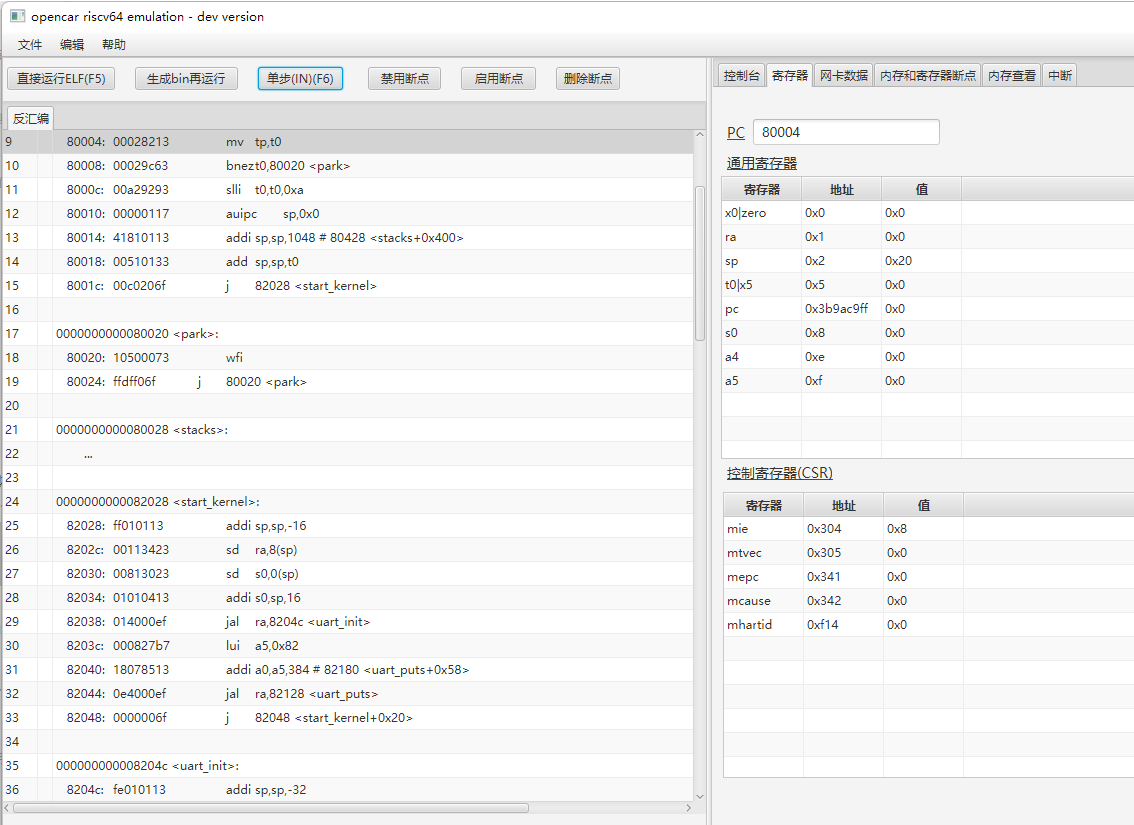 opencar riscv64 emulation - dev version
文件 编辑 帮助
直接运行ELF(F5) 生成bin再运行 单步(IN)(F6) 禁用断点 启用断点 删除断点
反汇编
9 80004: 00028213 mv tp,t0
10 80008: 00029c63 bnezt0,80020 <park>
11 8000c: 00a29293 slli t0,t0,0xa
12 80010: 00000117 auipc sp,0x0
13 80014: 41810113 addi sp,sp,1048 # 80428 <stacks+0x400>
14 80018: 00510133 add sp,sp,t0
15 8001c: 00c0206f j 82028 <start_kernel>
16
17 0000000000080020 <park>:
18 80020: 10500073 wfi
19 80024: ffdff06f j 80020 <park>
20
21 0000000000080028 <stacks>:
22 ...
23
24 0000000000082028 <start_kernel>:
25 82028: ff010113 addi sp,sp,-16
26 8202c: 00113423 sd ra,8(sp)
27 82030: 00813023 sd s0,0(sp)
28 82034: 01010413 addi s0,sp,16
29 82038: 014000ef jal ra,8204c <uart_init>
30 8203c: 000827b7 lui a5,0x82
31 82040: 18078513 addi a0,a5,384 # 82180 <uart_puts+0x58>
32 82044: 0e4000ef jal ra,82128 <uart_puts>
33 82048: 0000006f j 82048 <start_kernel+0x20>
34
35 000000000008204c <uart_init>:
36 8204c: fe010113 addi sp,sp,-32
控制台 寄存器 网卡数据 内存和寄存器断点 内存查看 中断
PC 80004
通用寄存器
寄存器 地址 值
x0|zero 0x0 0x0
ra 0x1 0x0
sp 0x2 0x20
t0|x5 0x5 0x0
pc 0x3b9ac9ff 0x0
s0 0x8 0x0
a4 0xe 0x0
a5 0xf 0x0
控制寄存器(CSR)
寄存器 地址 值
mie 0x304 0x8
mtvec 0x305 0x0
mepc 0x341 0x0
mcause 0x342 0x0
mhartid 0xf14 0x0